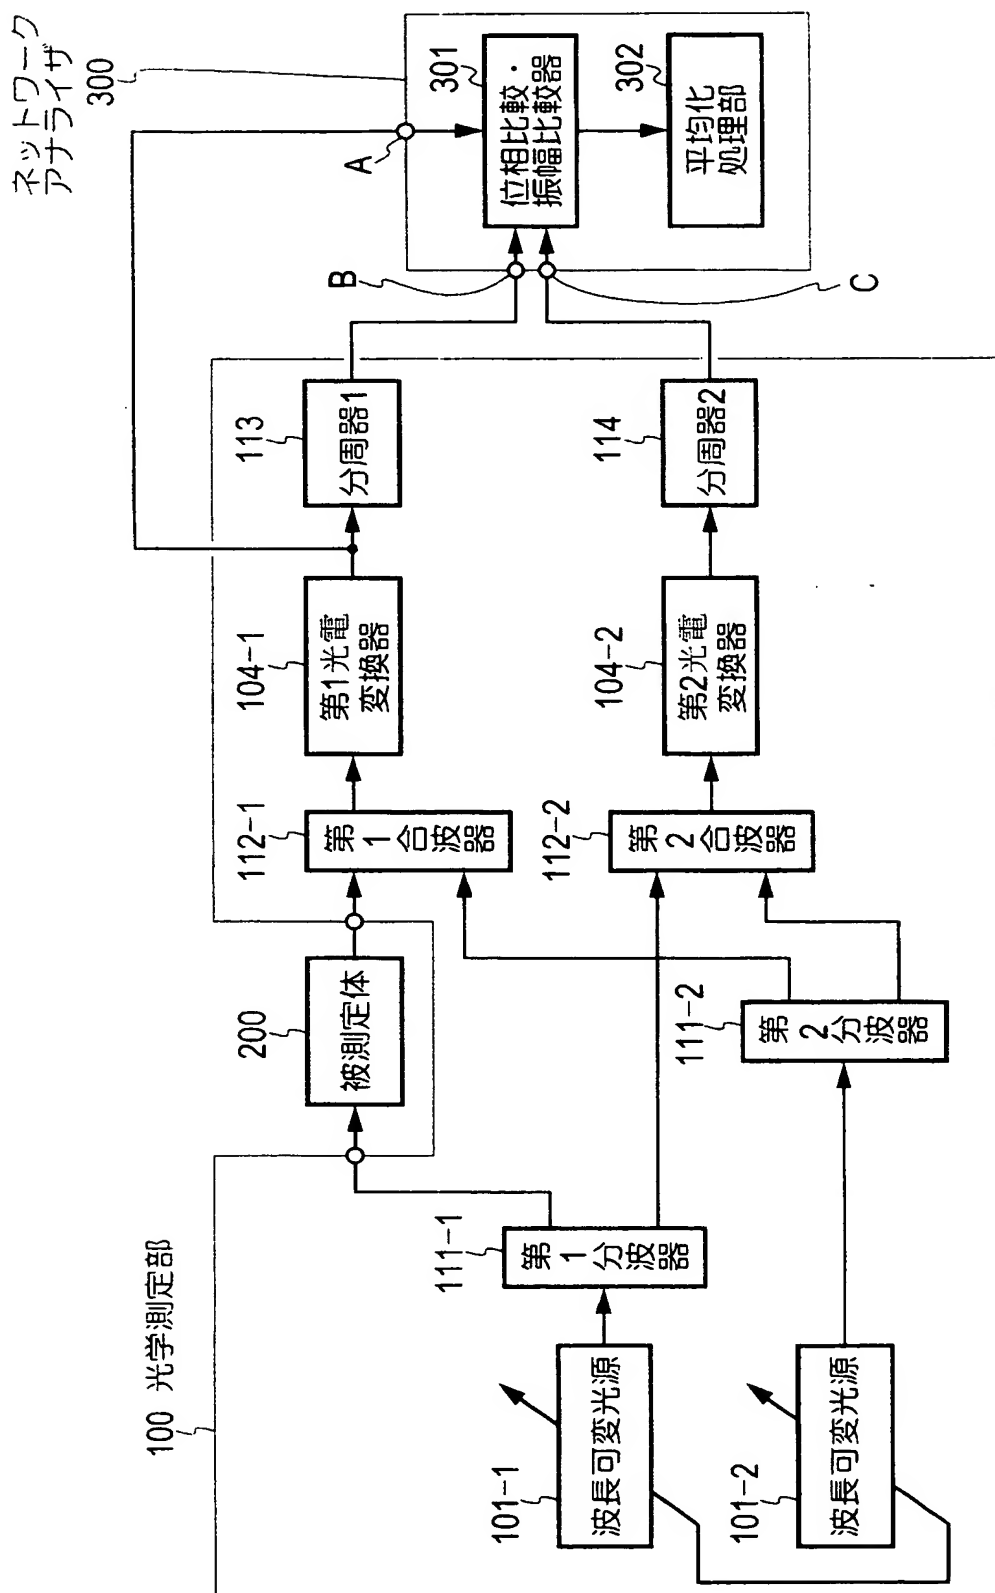 100 光学測定部
101-1
波長可変光源
101-2
波長可変光源
111-1
第1分波器
111-2
第2分波器
200
被測定体
112-1
第1合波器
112-2
第2合波器
104-1
第1光電
変換器
104-2
第2光電
変換器
113
分周器1
114
分周器2
ネットワーク
アナライザ
300
A
B
C
301
位相比較・
振幅比較器
302
平均化
処理部